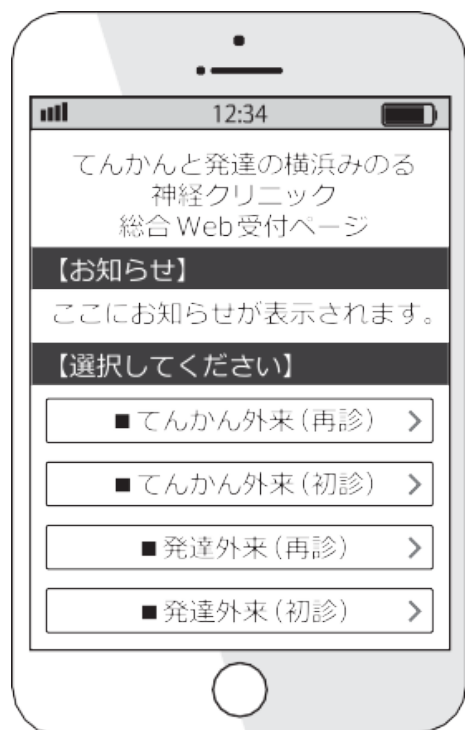 12:34
てんかんと発達の横浜みのる
神経クリニック
総合Web受付ページ
【お知らせ】
ここにお知らせが表示されます。
【選択してください】
■てんかん外来(再診)
■てんかん外来(初診)
■発達外来(再診)
■発達外来(初診)